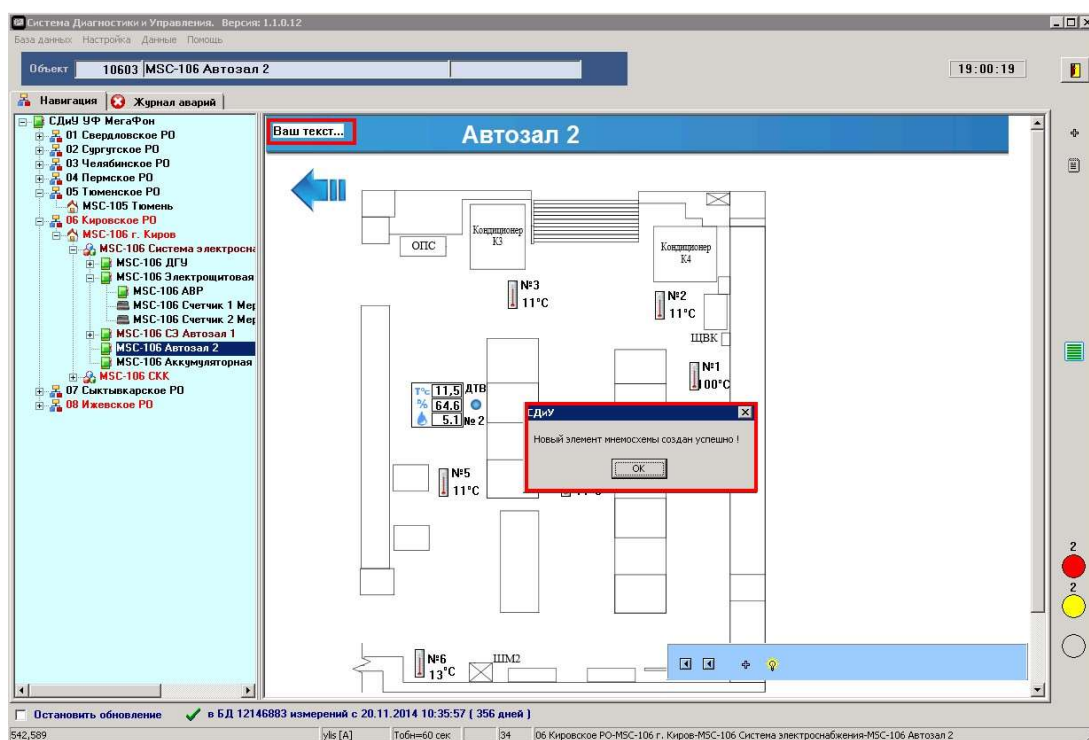 Система Диагностики и Управления. Версия: 1.1.0.12
База данных Настройка Данные Помощь
Объект 10603 MSC-106 Автозал 2
19:00:19
Навигация Журнал аварий
СДиУ УФ МегаФон
01 Свердловское РО
02 Сургутское РО
03 Челябинское РО
04 Пермское РО
05 Тюменское РО
MSC-105 Тюмень
06 Кировское РО
MSC-106 г. Киров
MSC-106 Система электросна
MSC-106 ДГУ
MSC-106 Электрощитовая
MSC-106 АВР
MSC-106 Счетчик 1 Мер
MSC-106 Счетчик 2 Мер
MSC-106 СЭ Автозал 1
MSC-106 Автозал 2
MSC-106 Аккумуляторная
MSC-106 СКК
07 Сыктывкарское РО
08 Ижевское РО
Ваш текст...
Автозал 2
ОПС
Кондиционер
К3
Кондиционер
К4
№3
11°C
№2
11°C
ЩВК
№1
100°C
T°c 11,5 ДТВ
% 64.6
5.1 № 2
СДиУ
Новый элемент мнемосхемы создан успешно !
OK
№5
11°C
№6
13°C
ШМ2
2
2
Остановить обновление
в БД 12146883 измерений с 20.11.2014 10:35:57 ( 356 дней )
542,589
ylis [A]
Тобн=60 сек
34
06 Кировское РО-MSC-106 г. Киров-MSC-106 Система электроснабжения-MSC-106 Автозал 2